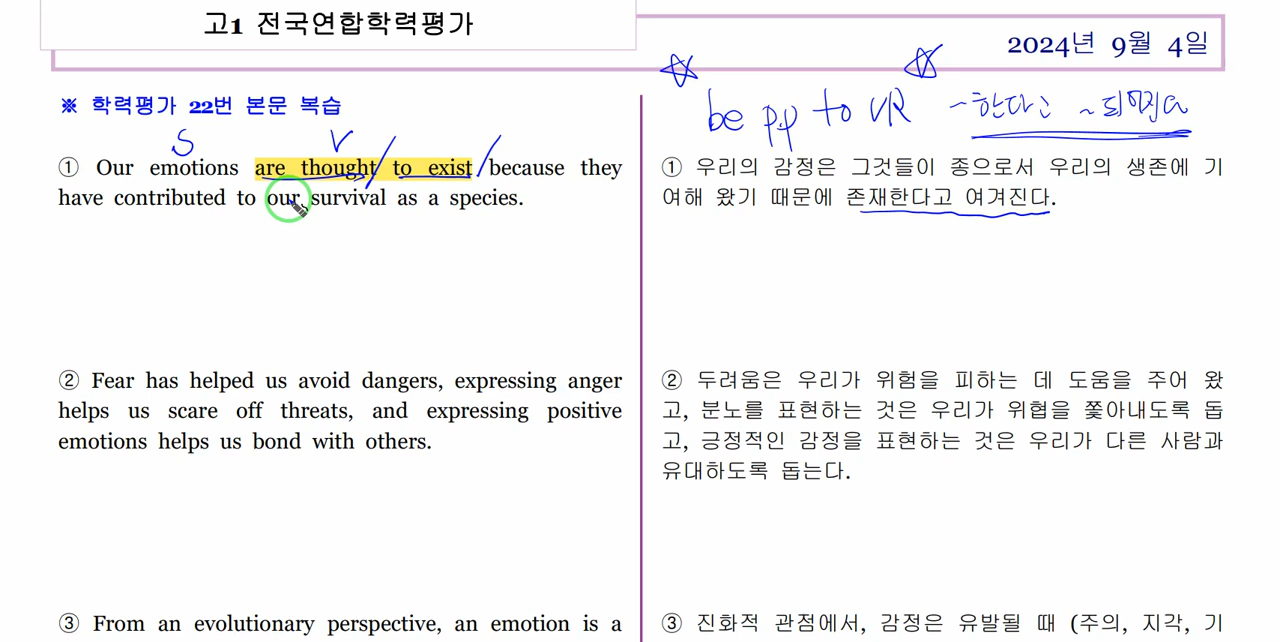 고1 전국연합학력평가
2024년 9월 4일
※ 학력평가 22번 본문 복습
S V
① Our emotions are thought to exist because they
have contributed to our survival as a species.
② Fear has helped us avoid dangers, expressing anger
helps us scare off threats, and expressing positive
emotions helps us bond with others.
③ From an evolutionary perspective, an emotion is a
be pp to VR ~한다고 ~되어진다
① 우리의 감정은 그것들이 종으로서 우리의 생존에 기
여해 왔기 때문에 존재한다고 여겨진다.
② 두려움은 우리가 위험을 피하는 데 도움을 주어 왔
고, 분노를 표현하는 것은 우리가 위협을 쫓아내도록 돕
고, 긍정적인 감정을 표현하는 것은 우리가 다른 사람과
유대하도록 돕는다.
③ 진화적 관점에서, 감정은 유발될 때 (주의, 지각, 기